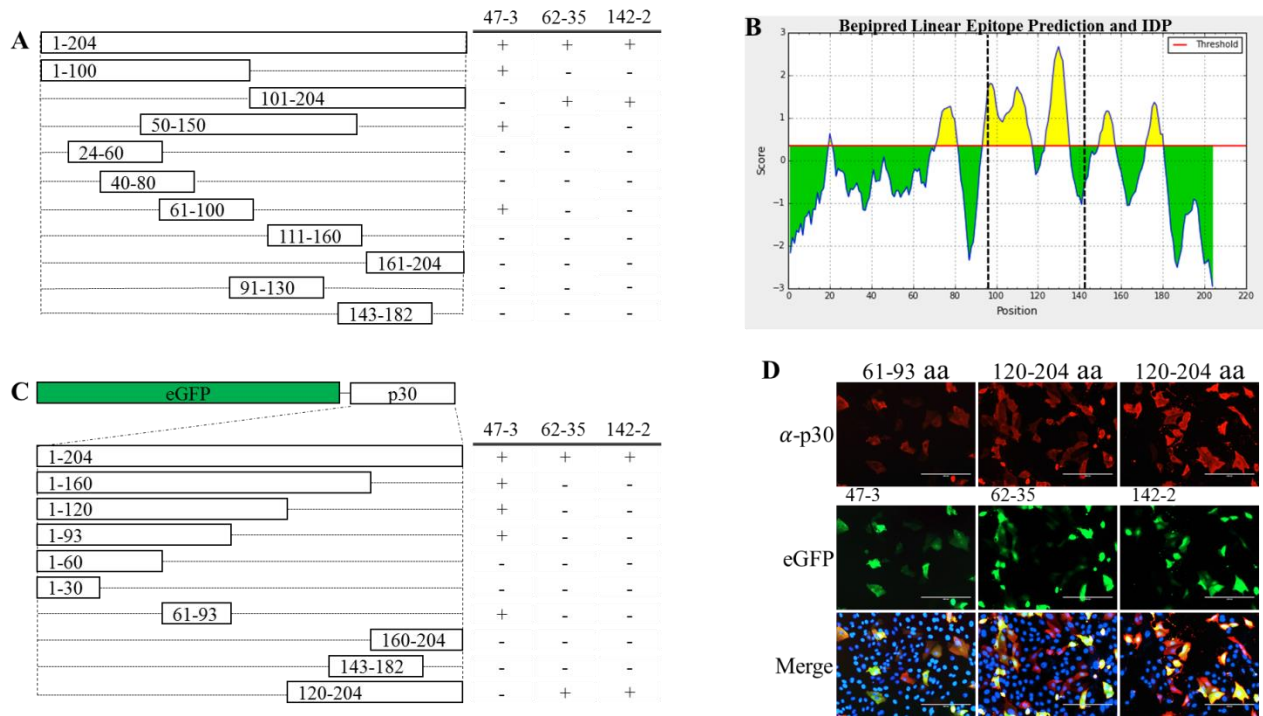 A
47-3 62-35 142-2
1-204 + + +
1-100 + - -
101-204 - + +
50-150 + - -
24-60 - - -
40-80 - - -
61-100 + - -
111-160 - - -
161-204 - - -
91-130 - - -
143-182 - - -
B
Bepipred Linear Epitope Prediction and IDP
Threshold
Score
3
2
1
0
−1
−2
−3
0 20 40 60 80 100 120 140 160 180 200 220
Position
C
eGFP p30
47-3 62-35 142-2
1-204 + + +
1-160 + - -
1-120 + - -
1-93 + - -
1-60 - - -
1-30 - - -
61-93 + - -
160-204 - - -
143-182 - - -
120-204 - + +
D
61-93 aa 120-204 aa 120-204 aa
α-p30
47-3 62-35 142-2
eGFP
Merge